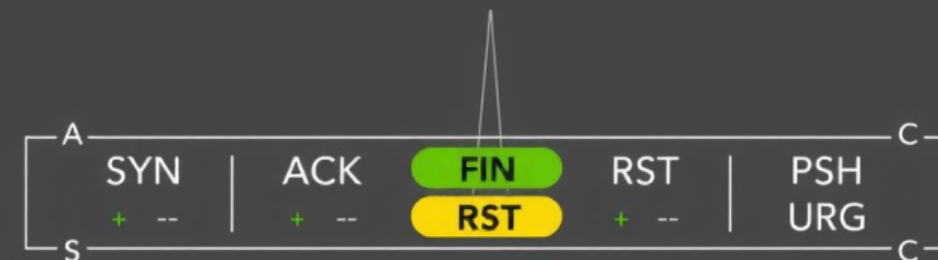 A C
SYN ACK FIN RST PSH
+ -- + -- RST + -- URG
S C